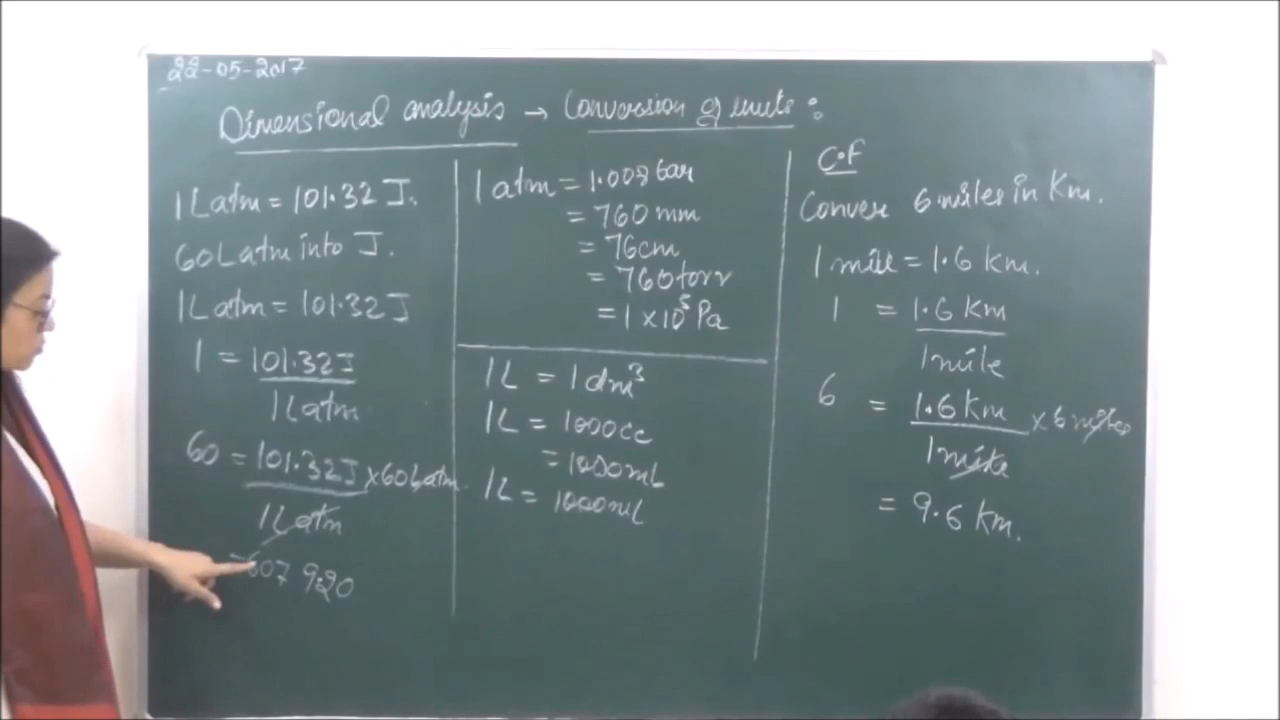 22-05-2017
Dimensional analysis → Conversion of units :
1 L atm = 101.32 J.
60 L atm into J.
1 L atm = 101.32 J
1 = 101.32 J
1 L atm
60 = 101.32 J × 60 L atm
1 L atm
= 6079.20
1 atm = 1.008 bar
= 760 mm
= 76 cm
= 760 torr
= 1 × 10⁵ Pa
1L = 1 dm³
1L = 1000 cc
= 1000 mL
1L = 1000 mL
C.F
Conver 6 miles in Km.
1 mile = 1.6 Km.
1 = 1.6 Km
1 mile
6 = 1.6 Km × 6 miles
1 mile
= 9.6 Km.